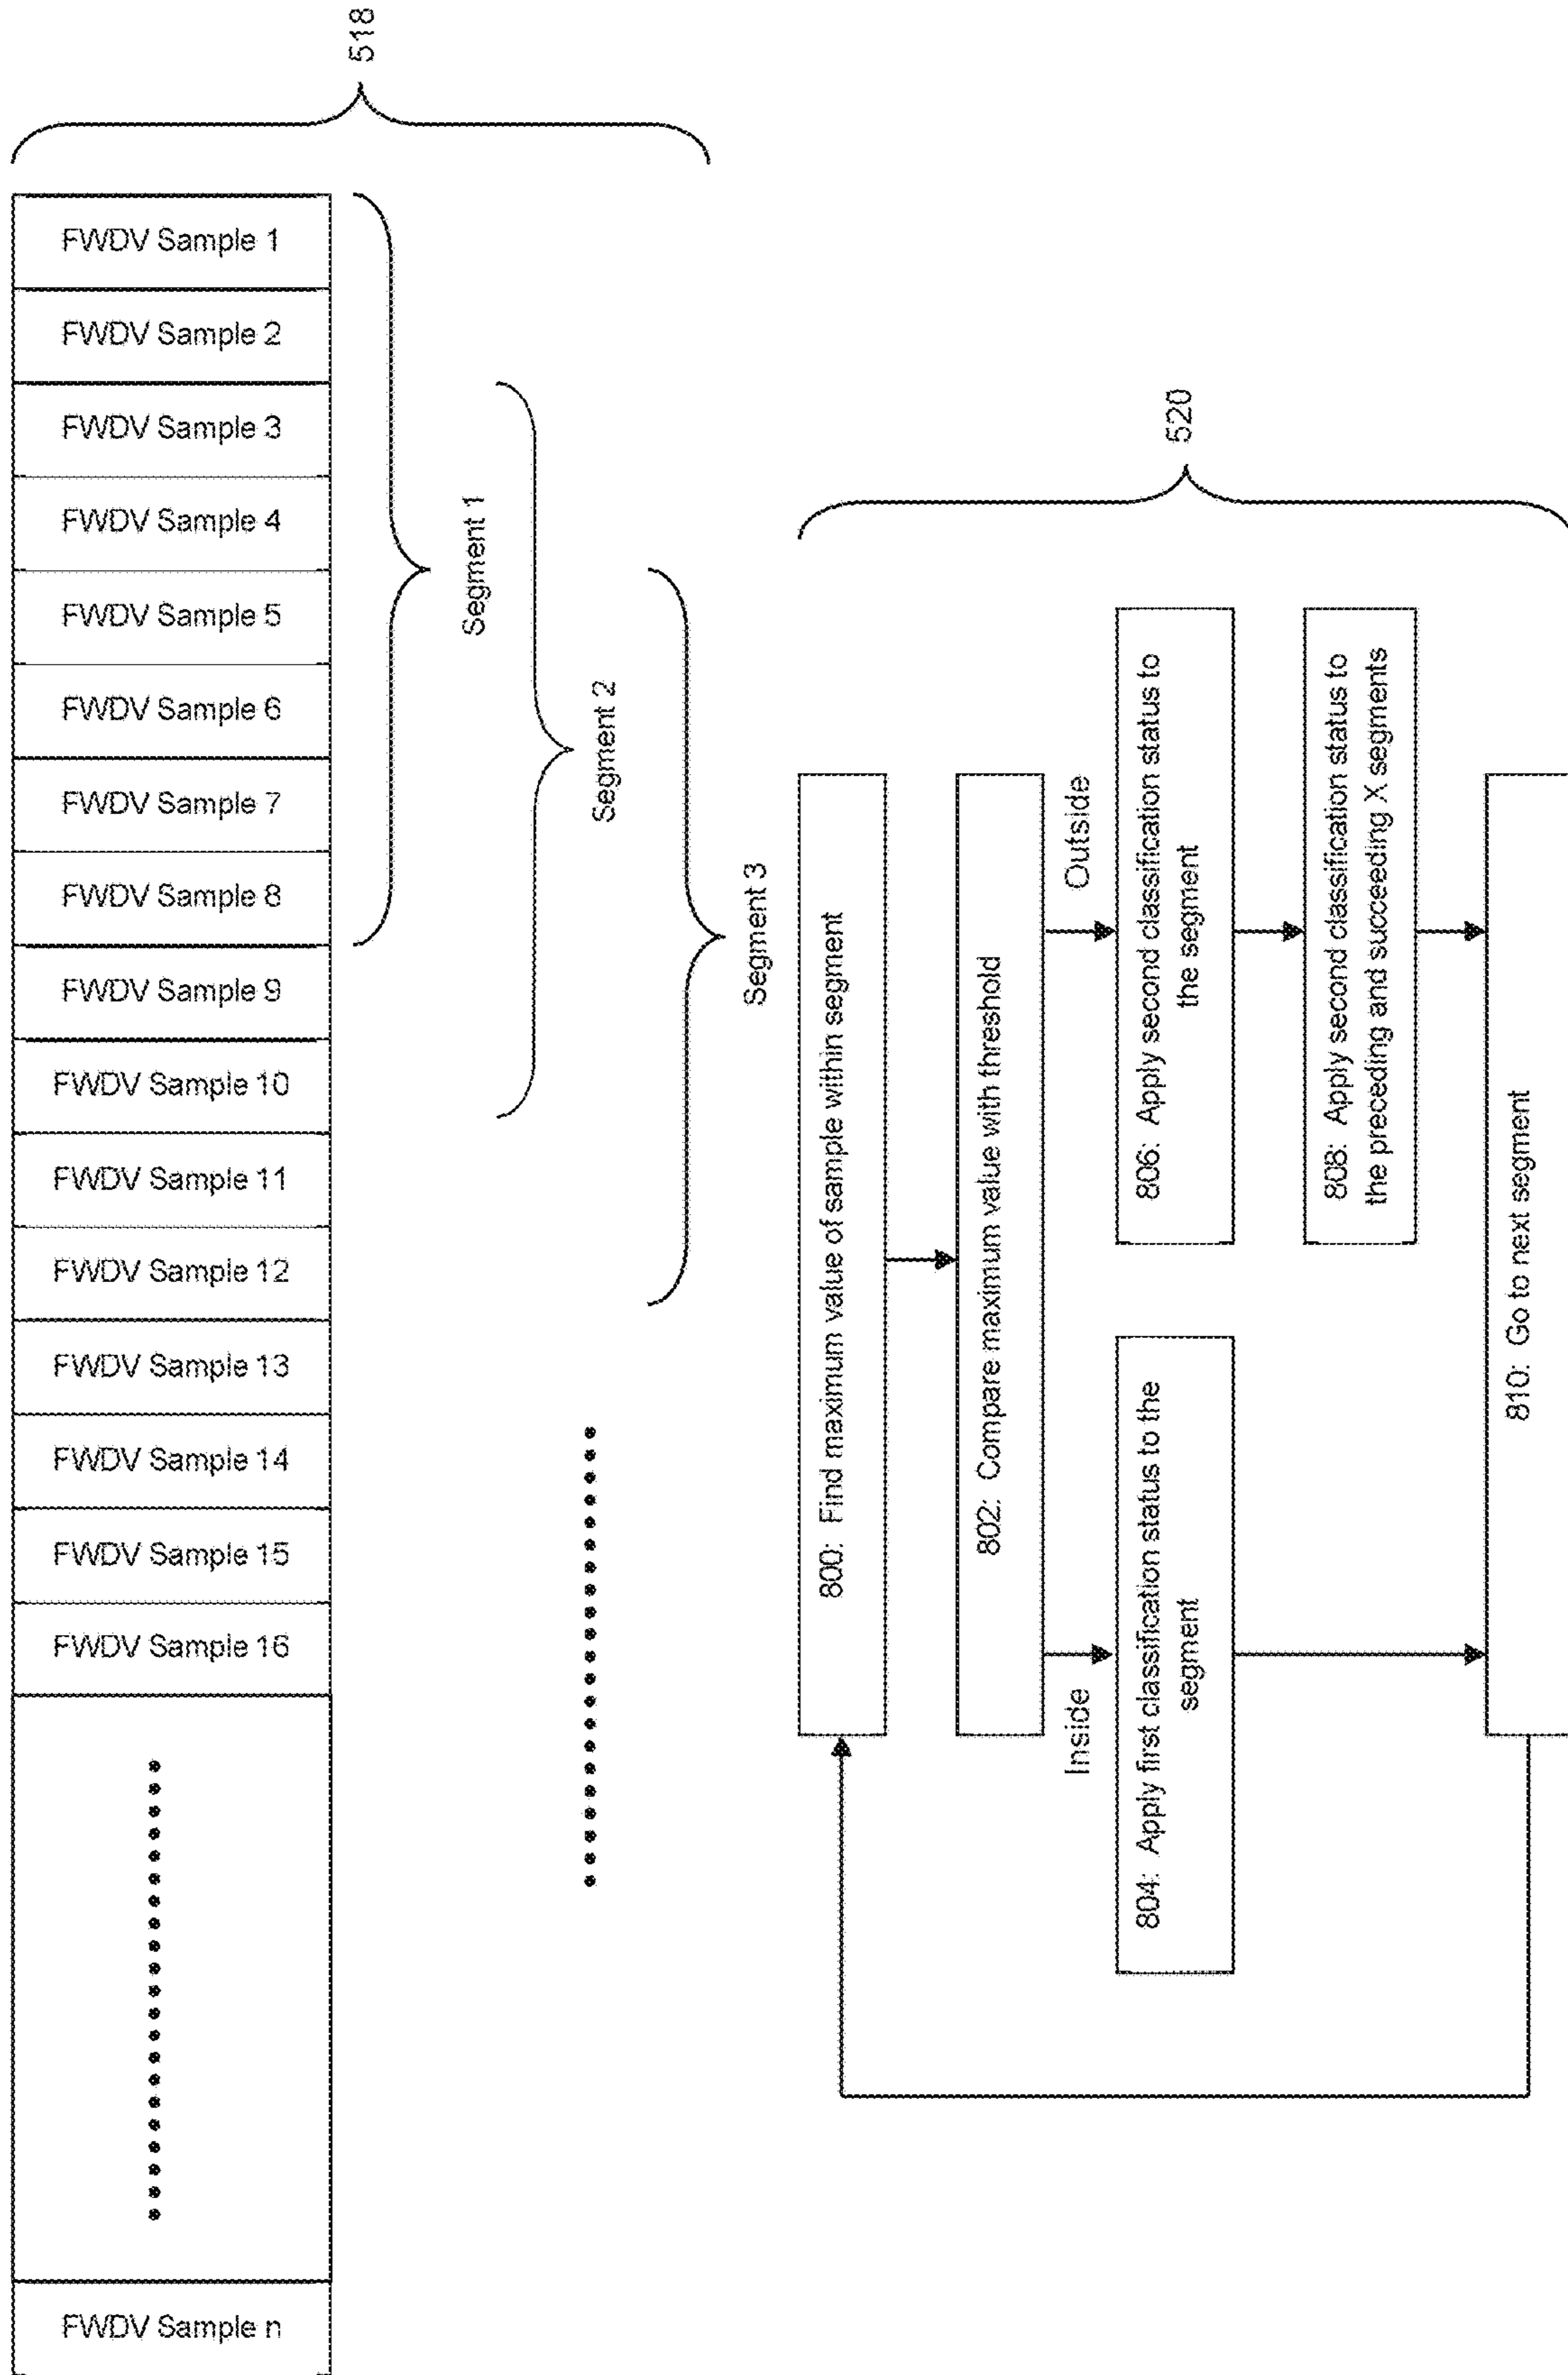 FWDV Sample 1
FWDV Sample 2
FWDV Sample 3
FWDV Sample 4
FWDV Sample 5
FWDV Sample 6
FWDV Sample 7
FWDV Sample 8
FWDV Sample 9
FWDV Sample 10
FWDV Sample 11
FWDV Sample 12
FWDV Sample 13
FWDV Sample 14
FWDV Sample 15
FWDV Sample 16
FWDV Sample n
518
Segment 1
Segment 2
Segment 3
520
800: Find maximum value of sample within segment
802: Compare maximum value with threshold
Inside
Outside
804: Apply first classification status to the
segment
806: Apply second classification status to
the segment
808: Apply second classification status to
the preceding and succeeding X segments
810: Go to next segment